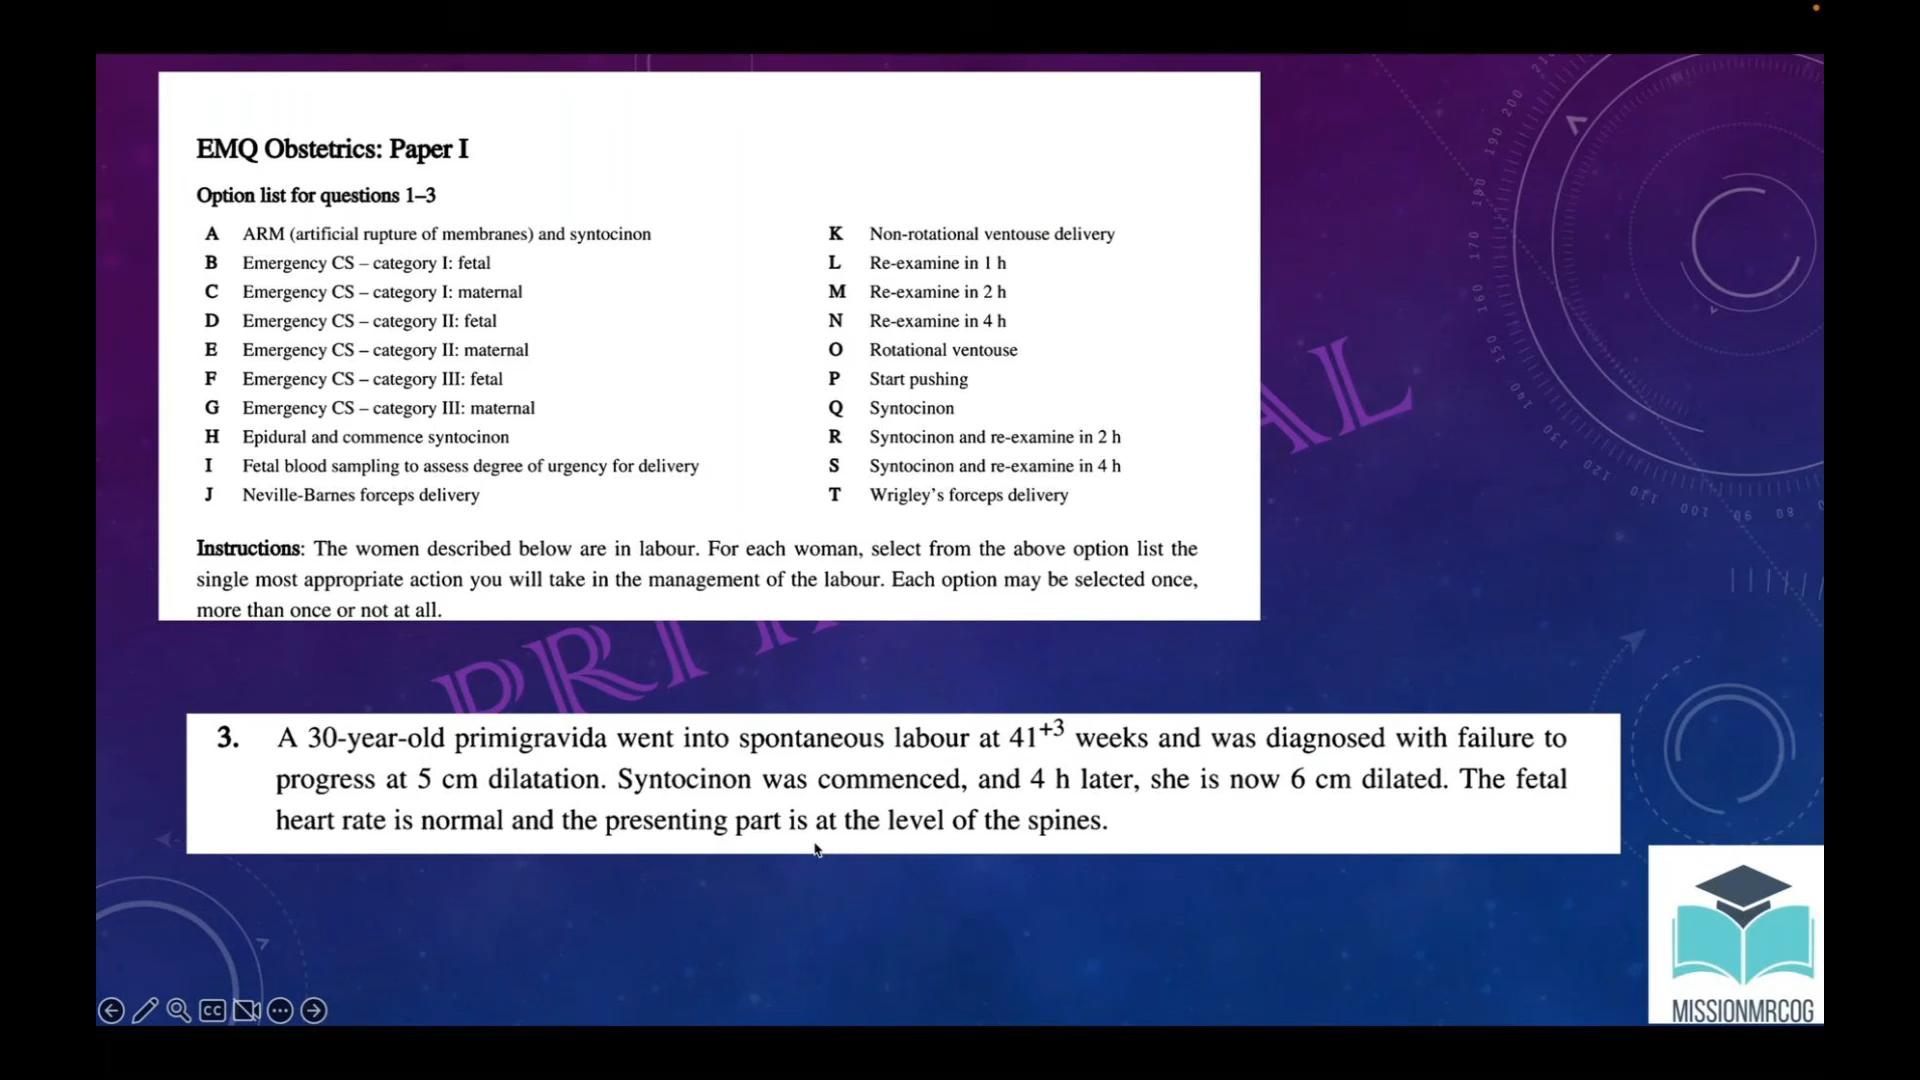 EMQ Obstetrics: Paper I
Option list for questions 1–3
A ARM (artificial rupture of membranes) and syntocinon
B Emergency CS – category I: fetal
C Emergency CS – category I: maternal
D Emergency CS – category II: fetal
E Emergency CS – category II: maternal
F Emergency CS – category III: fetal
G Emergency CS – category III: maternal
H Epidural and commence syntocinon
I Fetal blood sampling to assess degree of urgency for delivery
J Neville-Barnes forceps delivery
K Non-rotational ventouse delivery
L Re-examine in 1 h
M Re-examine in 2 h
N Re-examine in 4 h
O Rotational ventouse
P Start pushing
Q Syntocinon
R Syntocinon and re-examine in 2 h
S Syntocinon and re-examine in 4 h
T Wrigley's forceps delivery
Instructions: The women described below are in labour. For each woman, select from the above option list the
single most appropriate action you will take in the management of the labour. Each option may be selected once,
more than once or not at all.
3. A 30-year-old primigravida went into spontaneous labour at 41+3 weeks and was diagnosed with failure to
progress at 5 cm dilatation. Syntocinon was commenced, and 4 h later, she is now 6 cm dilated. The fetal
heart rate is normal and the presenting part is at the level of the spines.
MISSIONMRCOG
CC